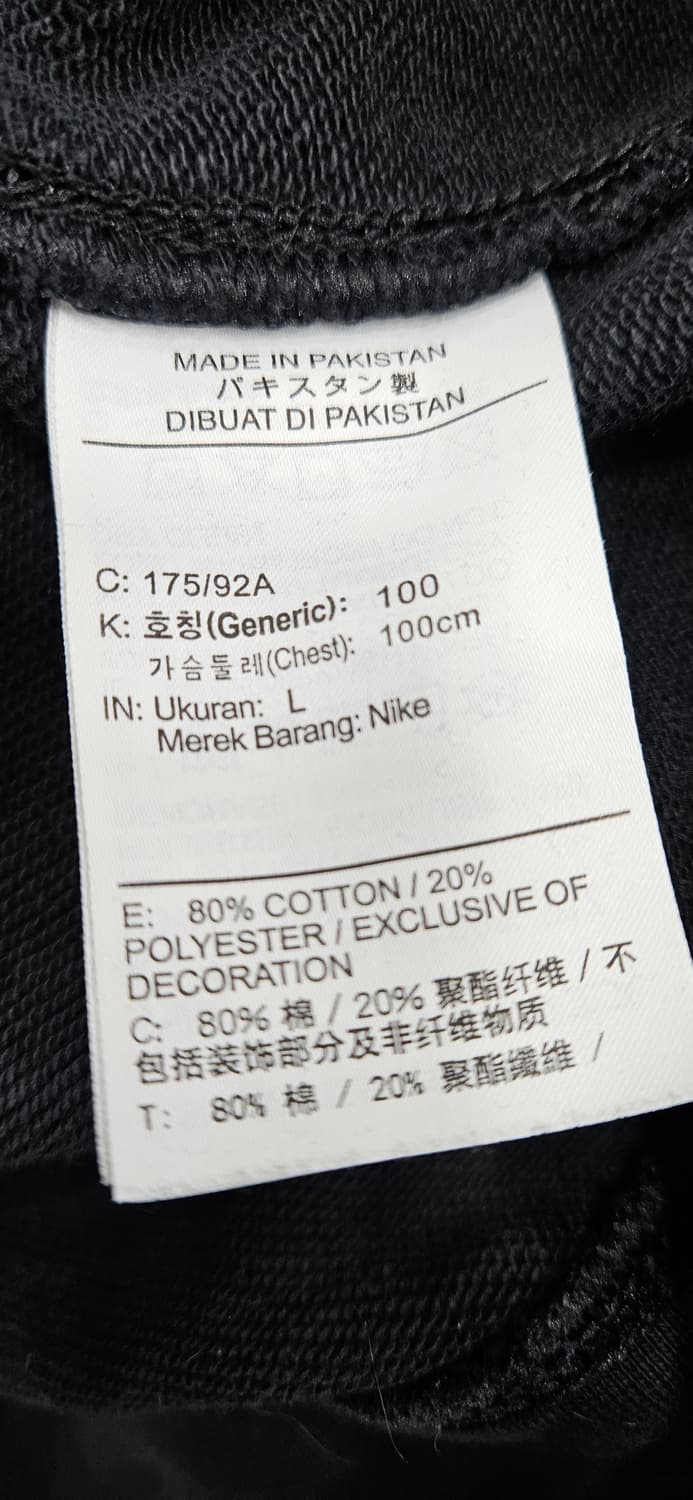 MADE IN PAKISTAN
パキスタン製
DIBUAT DI PAKISTAN
C: 175/92A
K: 호칭(Generic): 100
가슴둘레(Chest): 100cm
IN: Ukuran: L
Merek Barang: Nike
E: 80% COTTON / 20%
POLYESTER / EXCLUSIVE OF
DECORATION
C: 80% 棉 / 20% 聚酯纤维 / 不
包括装饰部分及非纤维物质
T: 80% 棉 / 20% 聚酯纖維 /